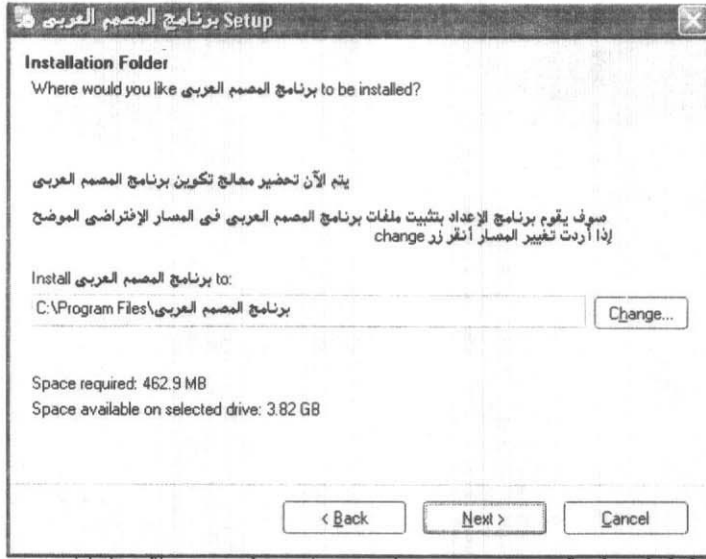 برنامج المصمم العربى Setup
Installation Folder
Where would you like برنامج المصمم العربى to be installed?
يتم الآن تحضير معالج تكوين برنامج المصمم العربى
سوف يقوم برنامج الإعداد بتثبيت ملفات برنامج المصمم العربى فى المسار الإفتراضى الموضح
إذا أردت تغيير المسار أنقر زر change
Install برنامج المصمم العربى to:
C:\Program Files\برنامج المصمم العربى
Change...
Space required: 462.9 MB
Space available on selected drive: 3.82 GB
< Back
Next >
Cancel